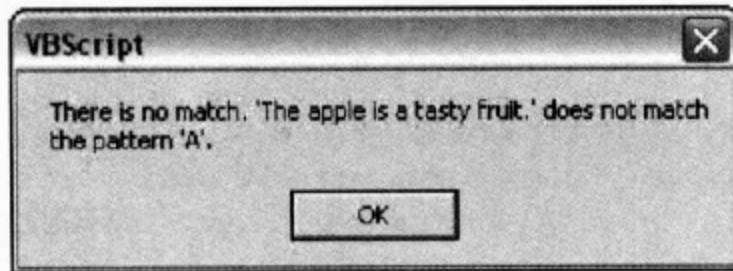 VBScript
There is no match. 'The apple is a tasty fruit.' does not match
the pattern 'A'.
OK